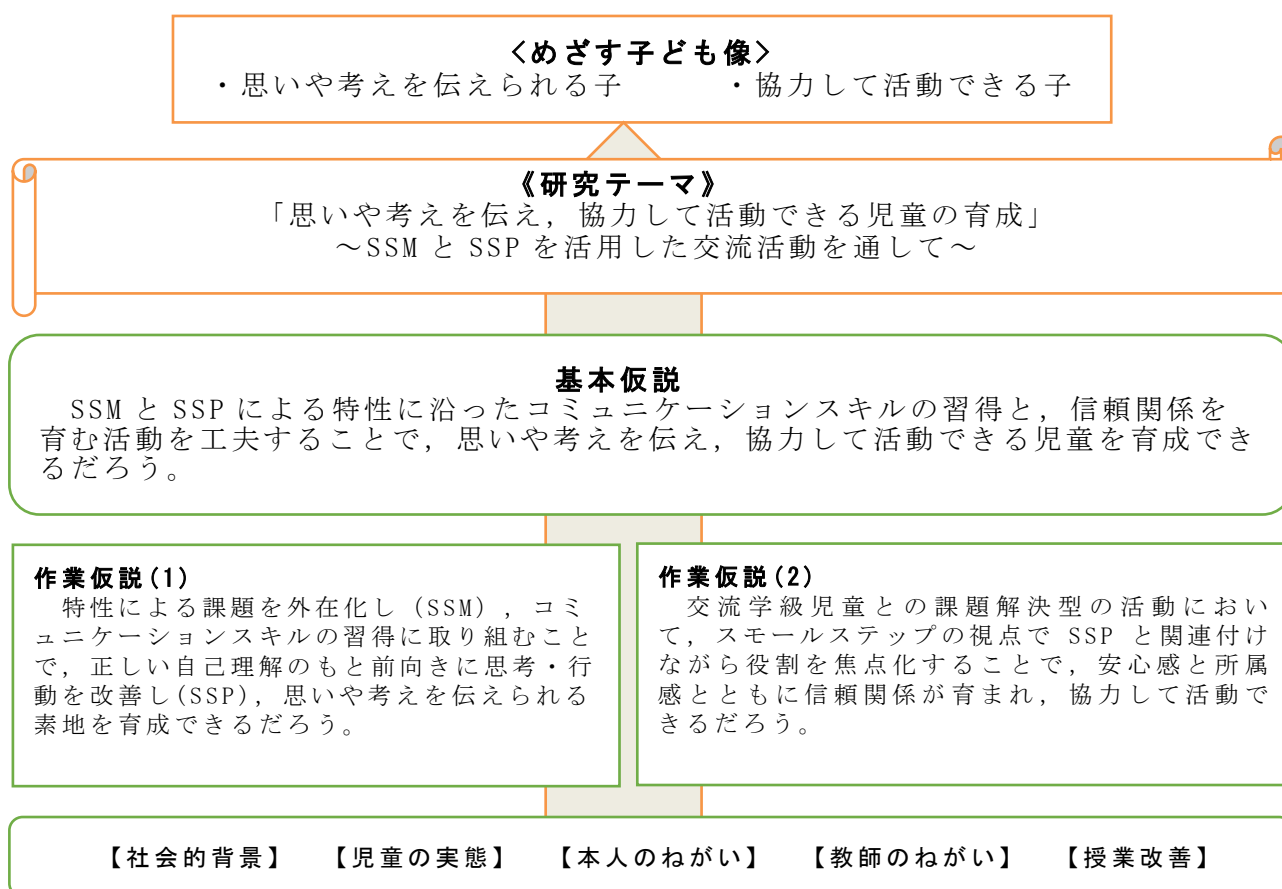 <めざす子ども像>
・思いや考えを伝えられる子　　・協力して活動できる子
《研究テーマ》
「思いや考えを伝え，協力して活動できる児童の育成」
～SSM と SSP を活用した交流活動を通して～
基本仮説
SSM と SSP による特性に沿ったコミュニケーションスキルの習得と，信頼関係を
育む活動を工夫することで，思いや考えを伝え，協力して活動できる児童を育成でき
るだろう。
作業仮説(1)
特性による課題を外在化し（SSM），コミ
ュニケーションスキルの習得に取り組むこと
で，正しい自己理解のもと前向きに思考・行
動を改善し(SSP)，思いや考えを伝えられる
素地を育成できるだろう。
作業仮説(2)
交流学級児童との課題解決型の活動におい
て，スモールステップの視点で SSP と関連付け
ながら役割を焦点化することで，安心感と所属
感とともに信頼関係が育まれ，協力して活動で
きるだろう。
【社会的背景】　【児童の実態】　【本人のねがい】　【教師のねがい】　【授業改善】